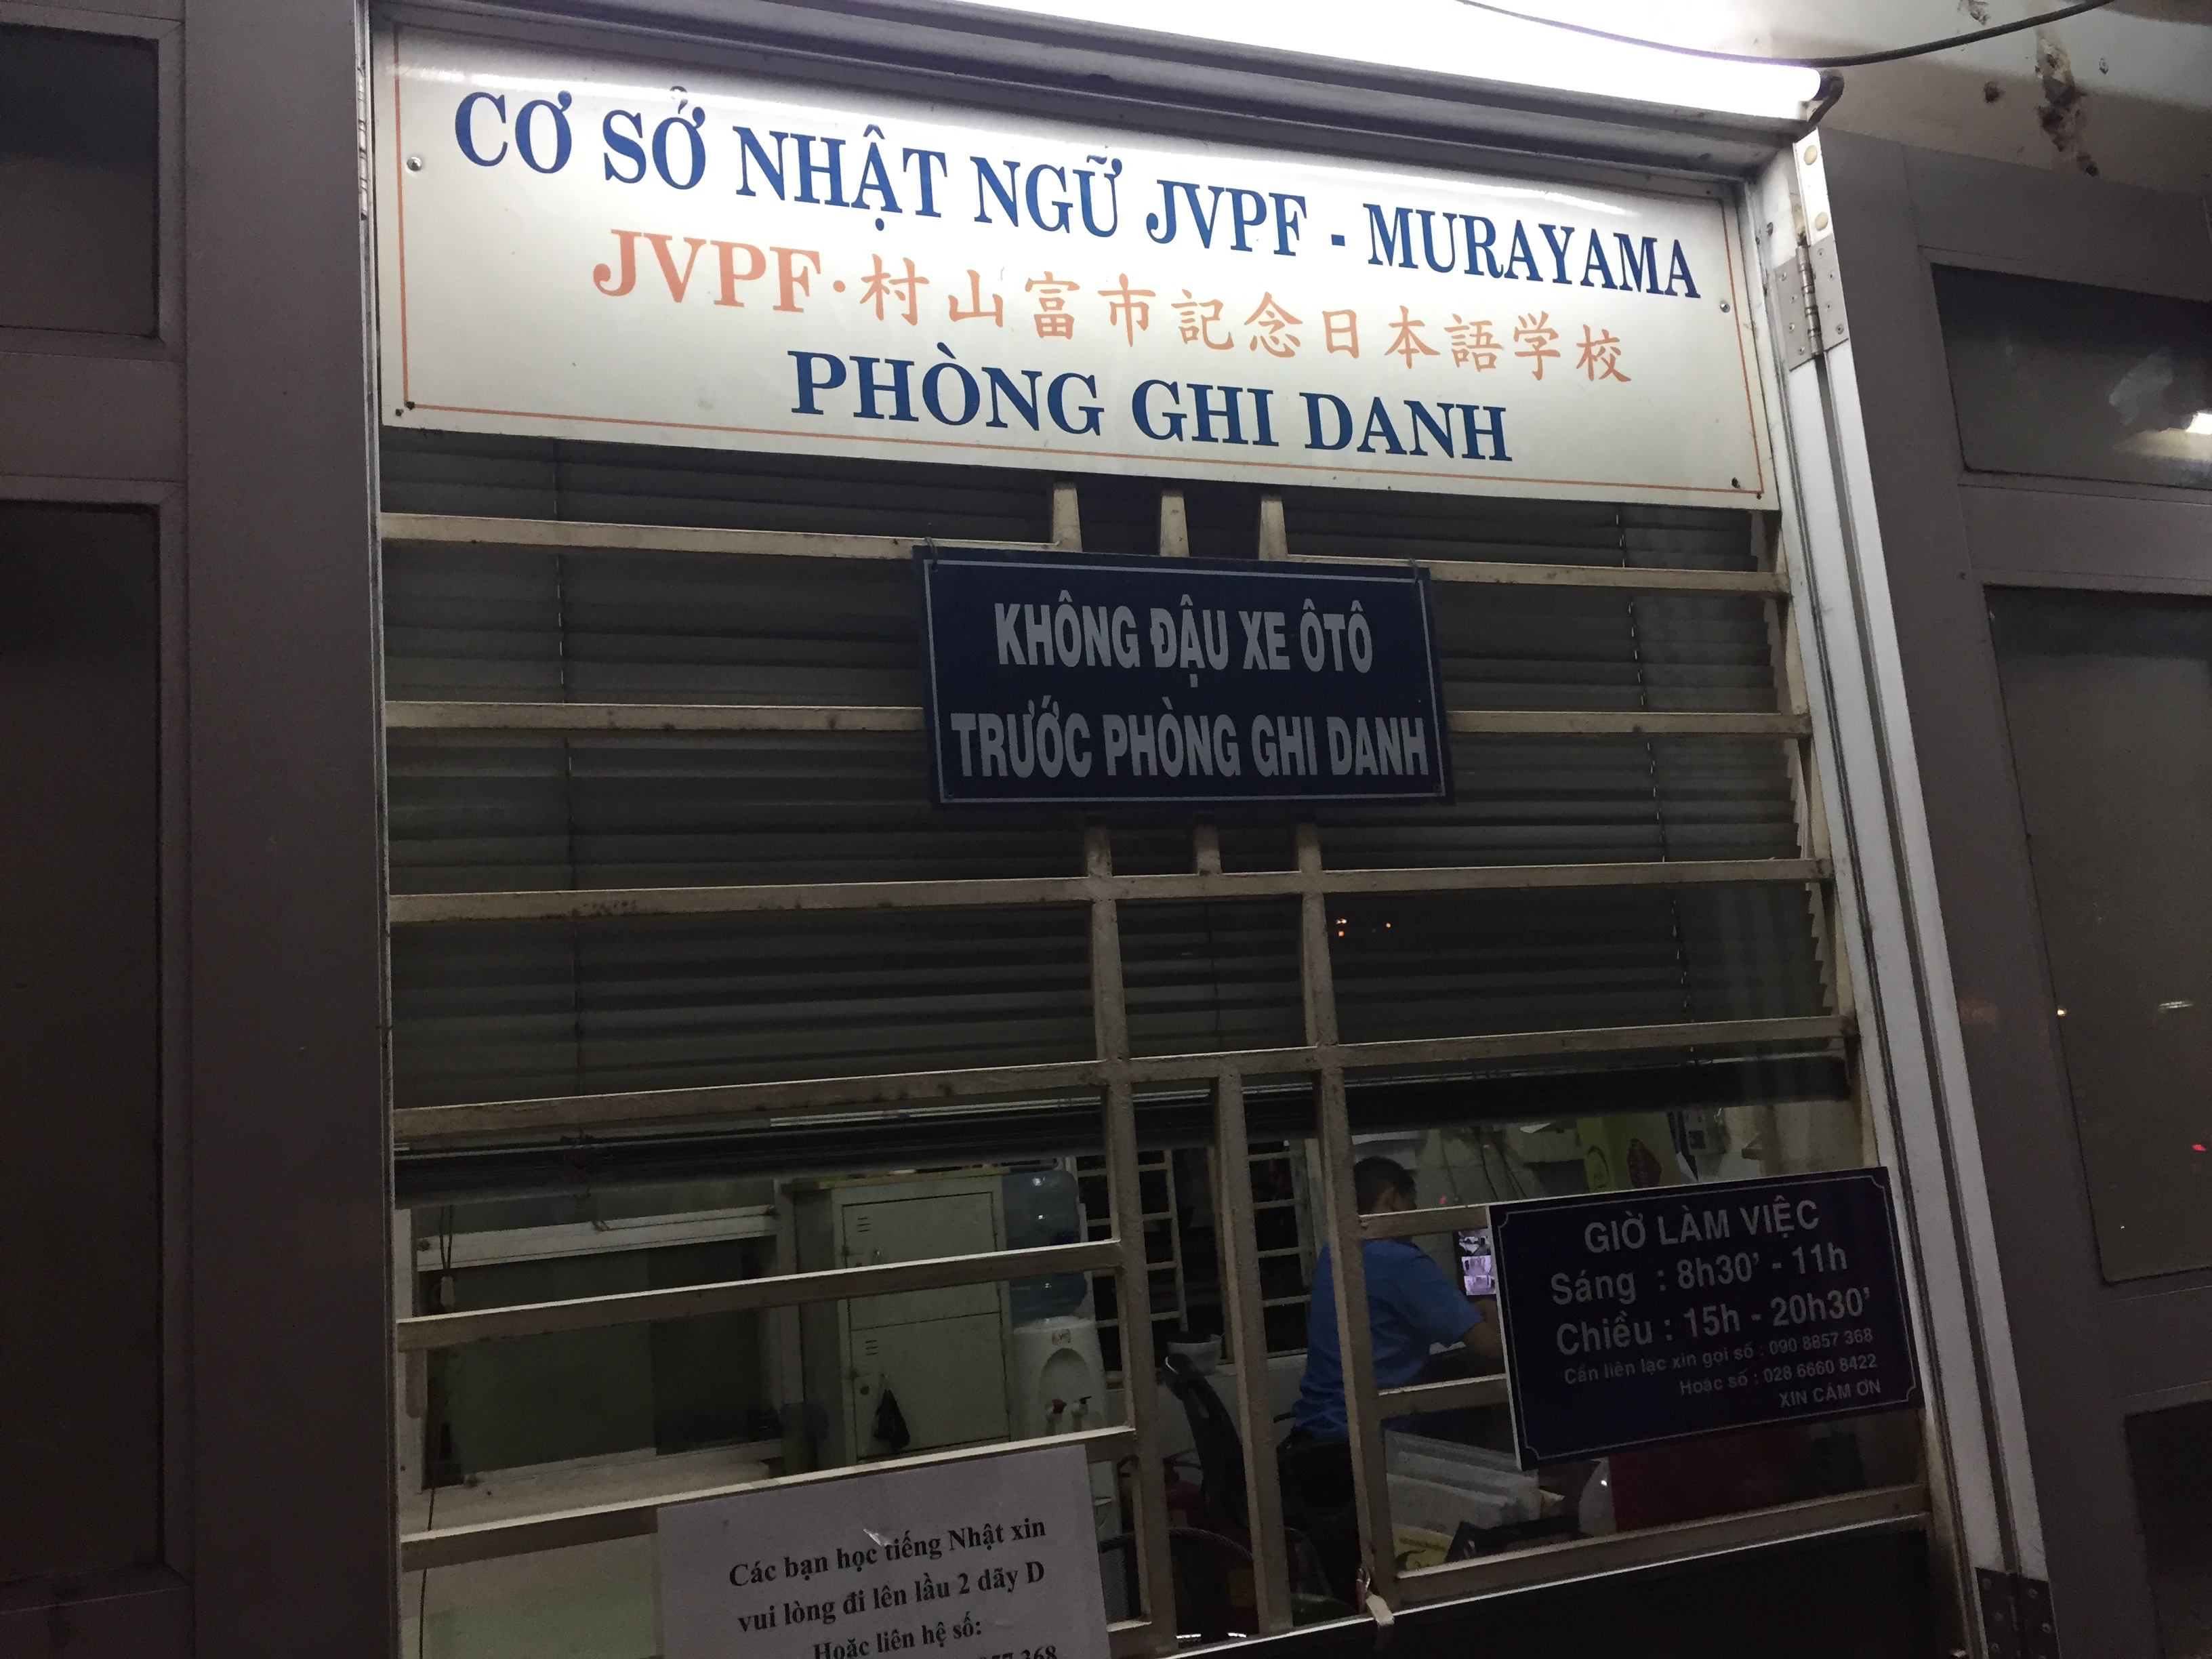 CƠ SỞ NHẬT NGỮ JVPF - MURAYAMA
JVPF·村山富市記念日本語学校
PHÒNG GHI DANH
KHÔNG ĐẬU XE ÔTÔ
TRƯỚC PHÒNG GHI DANH
GIỜ LÀM VIỆC
Sáng : 8h30' - 11h
Chiều : 15h - 20h30'
Cần liên lạc xin gọi số : 090 8857 368
Hoặc số : 028 6660 8422
XIN CẢM ƠN
Các bạn học tiếng Nhật xin
vui lòng đi lên lầu 2 dãy D
Hoặc liên hệ số:
368